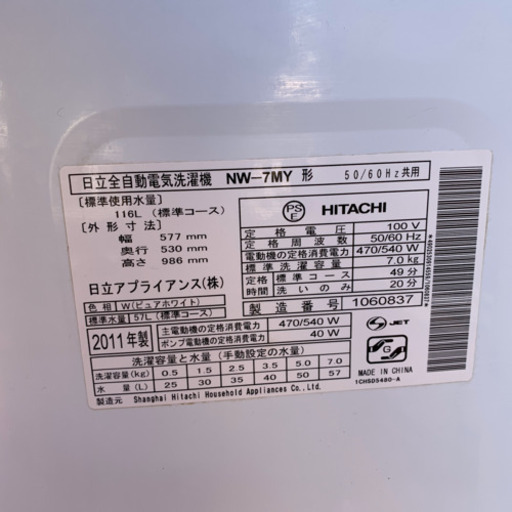 日立全自動電気洗濯機 NW-7MY 形 50/60Hz共用
[標準使用水量]
116L (標準コース)
[外形寸法]
幅 577 mm
奥行 530 mm
高さ 986 mm
日立アプライアンス(株)
色相 W(ピュアホワイト)
標準水量 57L (標準コース)
2011年製
PS
E
HITACHI
定格電圧 100 V
定格周波数 50/60 Hz
電動機の定格消費電力 470/540 W
標準洗濯容量 7.0kg
定格 標準コース 49分
時間 洗たく 20分
製造番号 1060837
主電動機の定格消費電力 470/540 W
ポンプ電動機の定格消費電力 40 W
JET
G
MADE IN CHINA
洗濯容量と水量 (手動設定の水量)
洗濯容量(kg) 0.5 1.5 2.5 3.5 5.0 7.0
水量(L) 25 30 35 40 50 57
製造元 Shanghai Hitachi Household Appliances Co., Ltd.
1CHSDS480-A